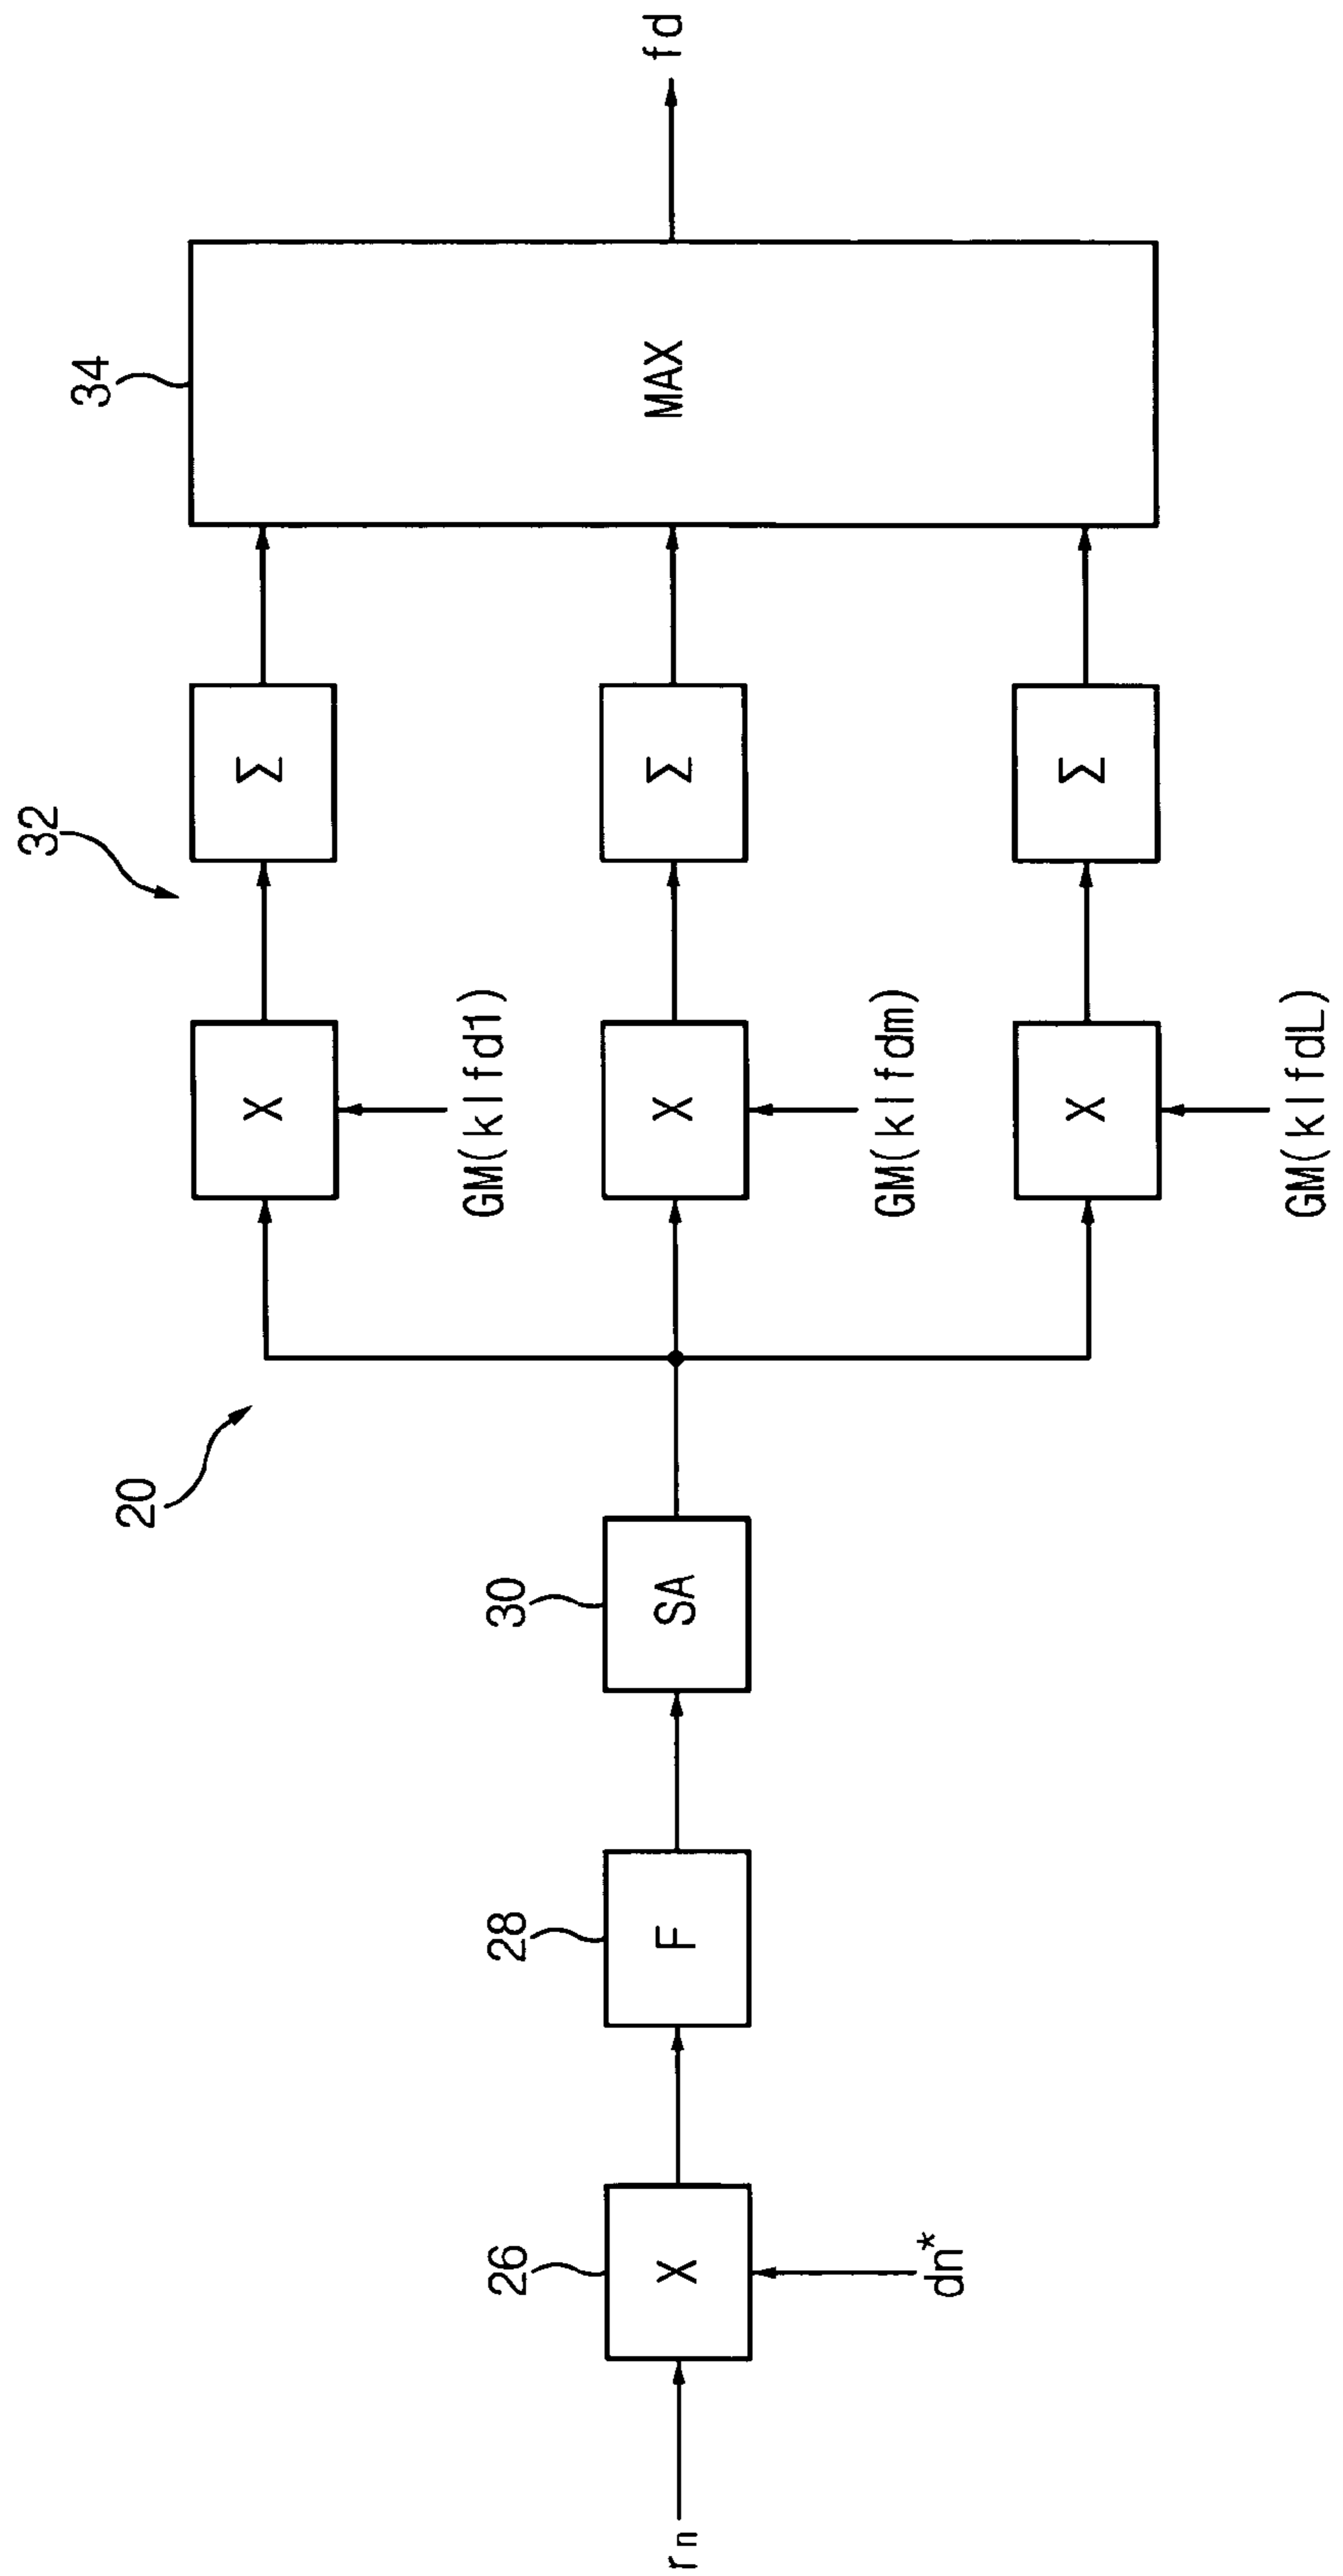 rn
X
26
dn*
F
28
SA
30
20
X
GM(k|fd1)
Σ
X
GM(k|fdm)
Σ
X
GM(k|fdL)
Σ
32
MAX
34
fd